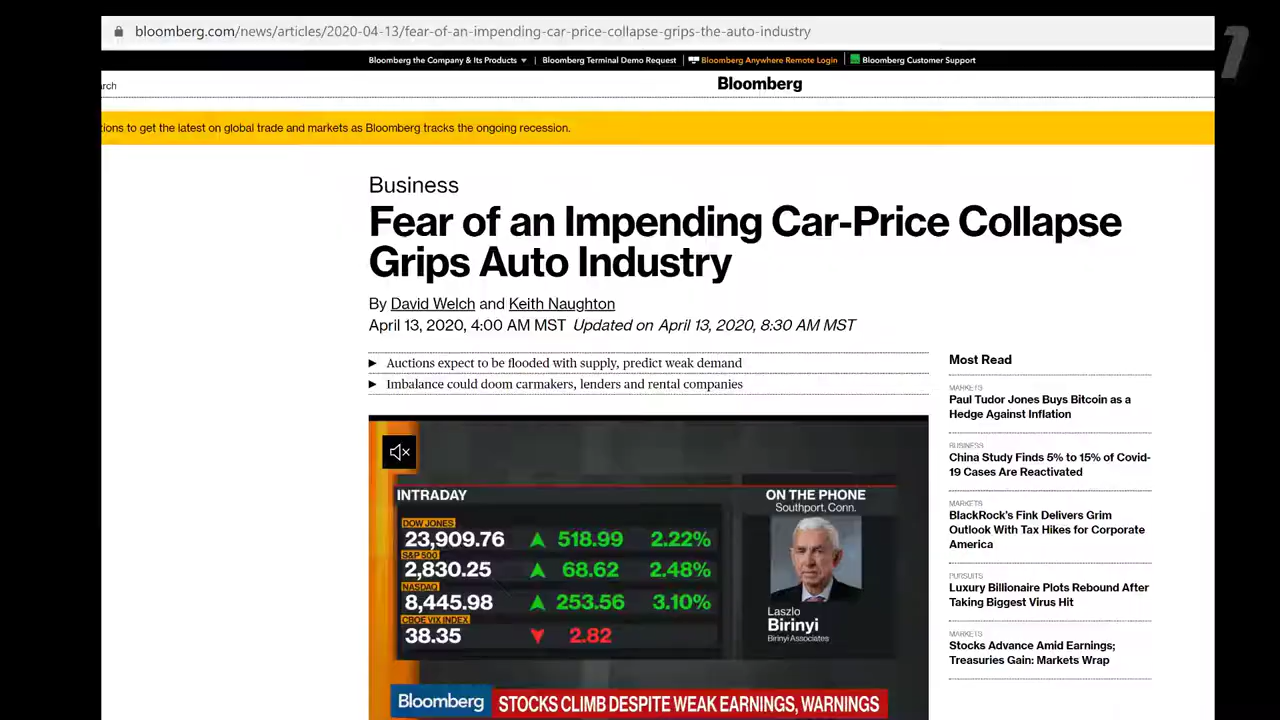 bloomberg.com/news/articles/2020-04-13/fear-of-an-impending-car-price-collapse-grips-the-auto-industry
Bloomberg the Company & Its Products ▼ | Bloomberg Terminal Demo Request | Bloomberg Anywhere Remote Login | Bloomberg Customer Support
arch
Bloomberg
tions to get the latest on global trade and markets as Bloomberg tracks the ongoing recession.
Business
Fear of an Impending Car-Price Collapse
Grips Auto Industry
By David Welch and Keith Naughton
April 13, 2020, 4:00 AM MST Updated on April 13, 2020, 8:30 AM MST
► Auctions expect to be flooded with supply, predict weak demand
► Imbalance could doom carmakers, lenders and rental companies
INTRADAY
DOW JONES
23,909.76 ▲ 518.99 2.22%
S&P 500
2,830.25 ▲ 68.62 2.48%
NASDAQ
8,445.98 ▲ 253.56 3.10%
CBOE VIX INDEX
38.35 ▼ 2.82
ON THE PHONE
Southport, Conn.
Laszlo
Birinyi
Birinyi Associates
Bloomberg STOCKS CLIMB DESPITE WEAK EARNINGS, WARNINGS
Most Read
MARKETS
Paul Tudor Jones Buys Bitcoin as a
Hedge Against Inflation
BUSINESS
China Study Finds 5% to 15% of Covid-
19 Cases Are Reactivated
MARKETS
BlackRock's Fink Delivers Grim
Outlook With Tax Hikes for Corporate
America
PURSUITS
Luxury Billionaire Plots Rebound After
Taking Biggest Virus Hit
MARKETS
Stocks Advance Amid Earnings;
Treasuries Gain: Markets Wrap